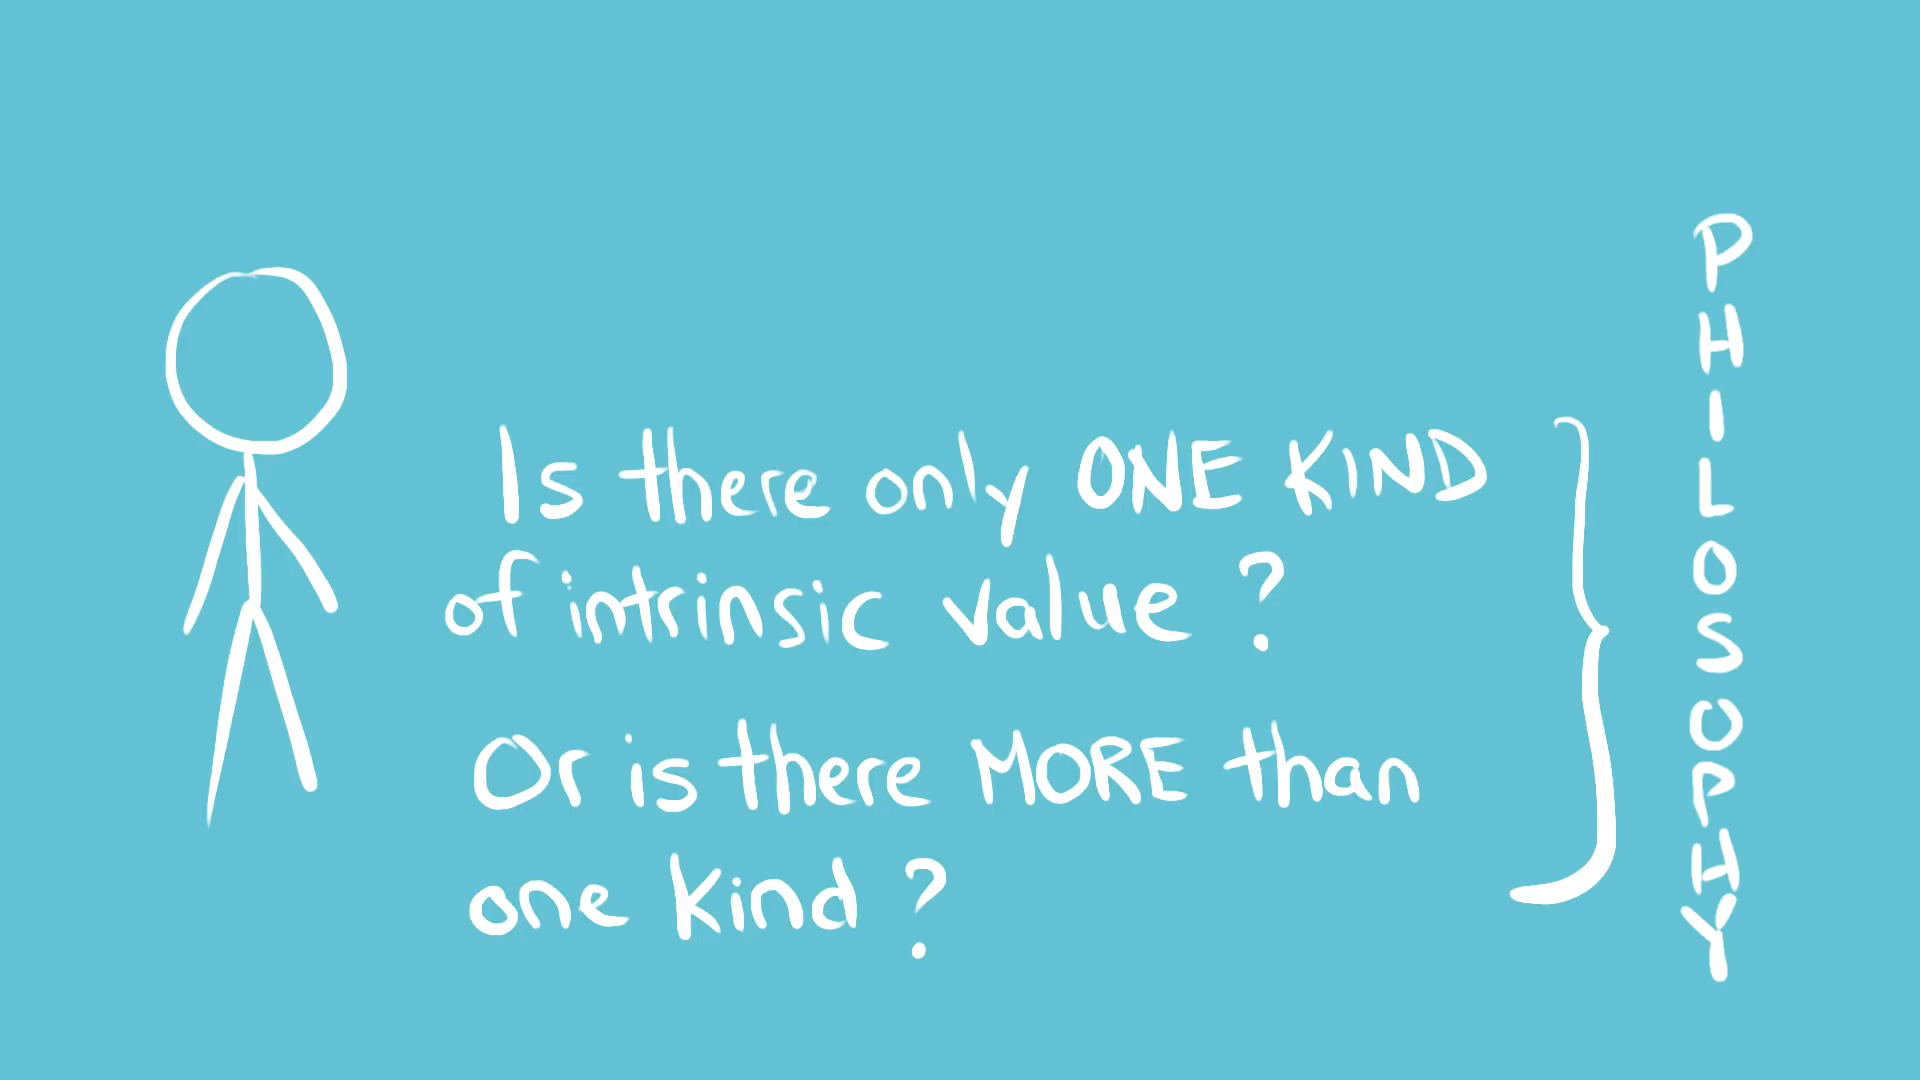 Is there only ONE KIND
of intrinsic value?
Or is there MORE than
one kind?
PHILOSOPHY